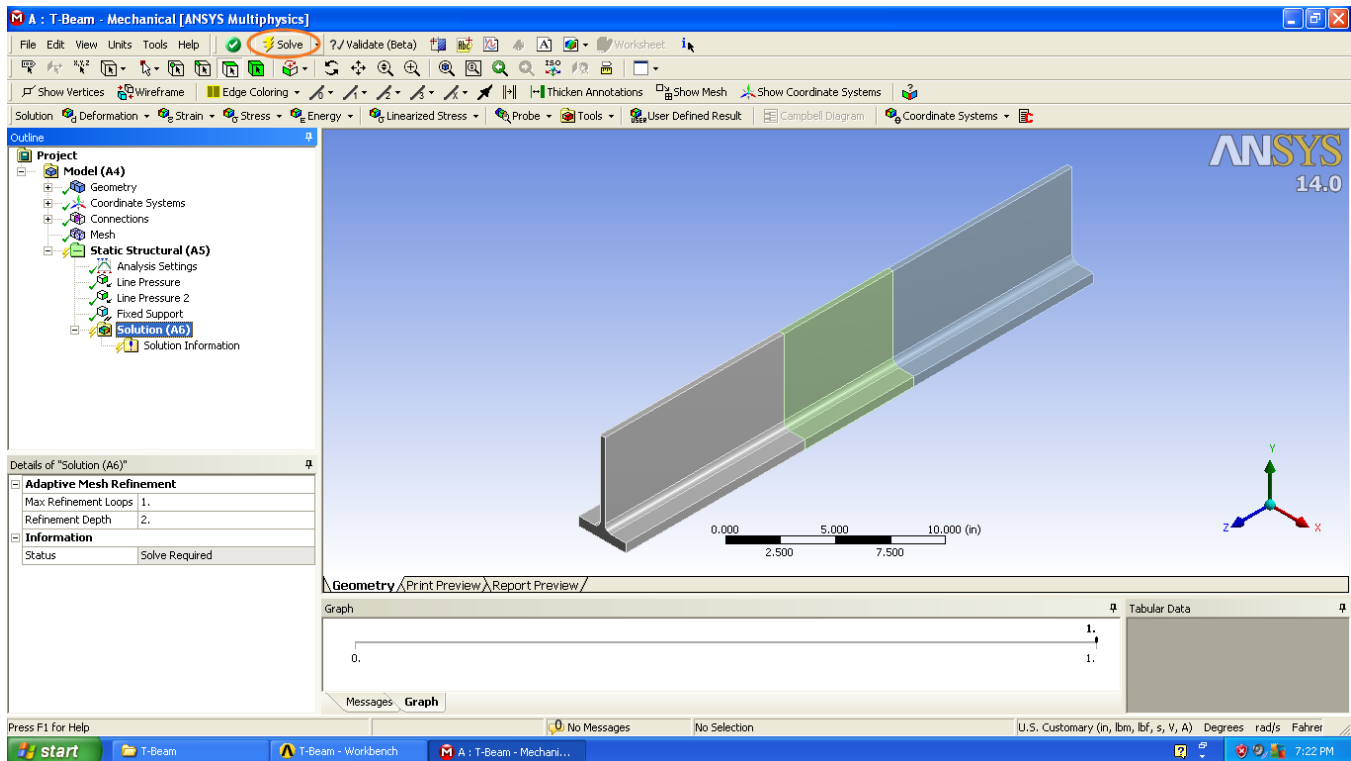 A : T-Beam - Mechanical [ANSYS Multiphysics]
File Edit View Units Tools Help Solve ?✓ Validate (Beta) A Worksheet i
x,y,z ISO
Show Vertices Wireframe Edge Coloring Thicken Annotations Show Mesh Show Coordinate Systems
Solution Deformation Strain Stress Energy Linearized Stress Probe Tools User Defined Result Campbell Diagram Coordinate Systems
Outline
Project
Model (A4)
Geometry
Coordinate Systems
Connections
Mesh
Static Structural (A5)
Analysis Settings
Line Pressure
Line Pressure 2
Fixed Support
Solution (A6)
Solution Information
Details of "Solution (A6)"
Adaptive Mesh Refinement
Max Refinement Loops 1.
Refinement Depth 2.
Information
Status Solve Required
ANSYS
14.0
0.000 5.000 10.000 (in)
2.500 7.500
Y
Z X
Geometry Print Preview Report Preview
Graph
1.
0. 1.
Messages Graph
Tabular Data
Press F1 for Help No Messages No Selection U.S. Customary (in, lbm, lbf, s, V, A) Degrees rad/s Fahrer
start T-Beam T-Beam - Workbench A : T-Beam - Mechani... 7:22 PM